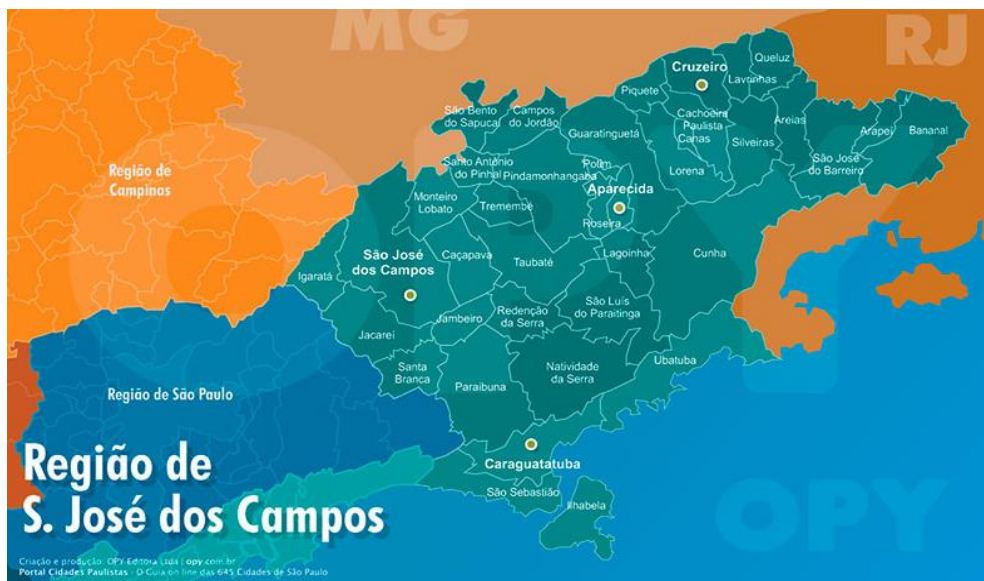 MG
RJ
OPY
Queluz
Cruzeiro
Lavrinhas
Piquete
São Bento
do Sapucaí
Campos
do Jordão
Cachoeira
Paulista
Canas
Areias
Arapeí
Bananal
Guaratinguetá
Silveiras
São José
do Barreiro
Região de
Campinas
Santo Antônio
do Pinhal
Pindamonhangaba
Potim
Lorena
Aparecida
Monteiro
Lobato
Tremembé
Roseira
São José
dos Campos
Caçapava
Taubaté
Lagoinha
Cunha
Igaratá
Jacareí
Jambeiro
Redenção
da Serra
São Luís
do Paraitinga
Santa
Branca
Paraibuna
Natividade
da Serra
Ubatuba
Região de São Paulo
Caraguatatuba
São Sebastião
Ilhabela
Região de
S. José dos Campos
OPY
Criação e produção: OPY Editora Ltda | opy.com.br
Portal Cidades Paulistas - O Guia on line das 645 Cidades de São Paulo